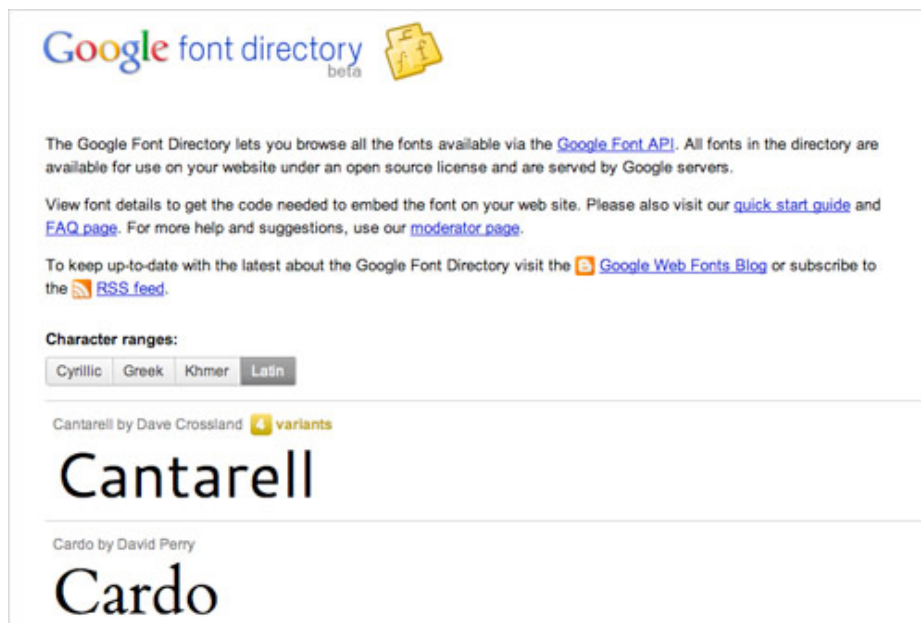 Google font directory
beta
The Google Font Directory lets you browse all the fonts available via the Google Font API. All fonts in the directory are
available for use on your website under an open source license and are served by Google servers.
View font details to get the code needed to embed the font on your web site. Please also visit our quick start guide and
FAQ page. For more help and suggestions, use our moderator page.
To keep up-to-date with the latest about the Google Font Directory visit the Google Web Fonts Blog or subscribe to
the RSS feed.
Character ranges:
Cyrillic Greek Khmer Latin
Cantarell by Dave Crossland 4 variants
Cantarell
Cardo by David Perry
Cardo